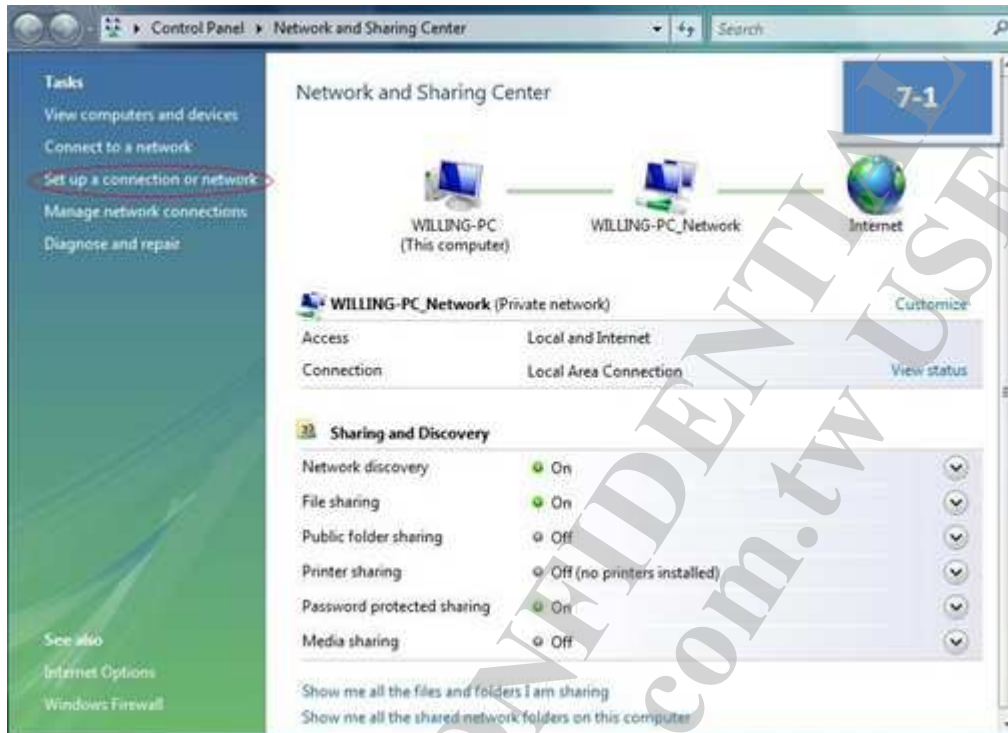 Control Panel ▸ Network and Sharing Center
Search
Tasks
View computers and devices
Connect to a network
Set up a connection or network
Manage network connections
Diagnose and repair
See also
Internet Options
Windows Firewall
Network and Sharing Center
7-1
WILLING-PC
(This computer)
WILLING-PC_Network
Internet
WILLING-PC_Network (Private network)
Customize
Access Local and Internet
Connection Local Area Connection View status
Sharing and Discovery
Network discovery On
File sharing On
Public folder sharing Off
Printer sharing Off (no printers installed)
Password protected sharing On
Media sharing Off
Show me all the files and folders I am sharing
Show me all the shared network folders on this computer
USE
com.tw